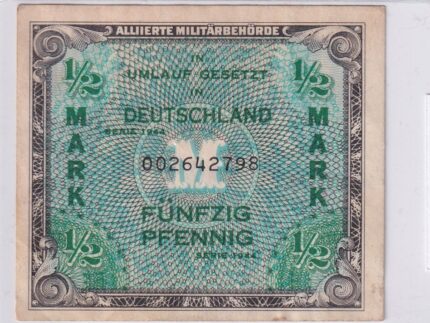 ALLIIERTE MILITÄRBEHÖRDE
1/2 1/2
IN
UMLAUF GESETZT
IN
DEUTSCHLAND
SERIE 1944
MARK MARK
002642798
M
FÜNFZIG
PFENNIG
SERIE 1944
1/2 1/2